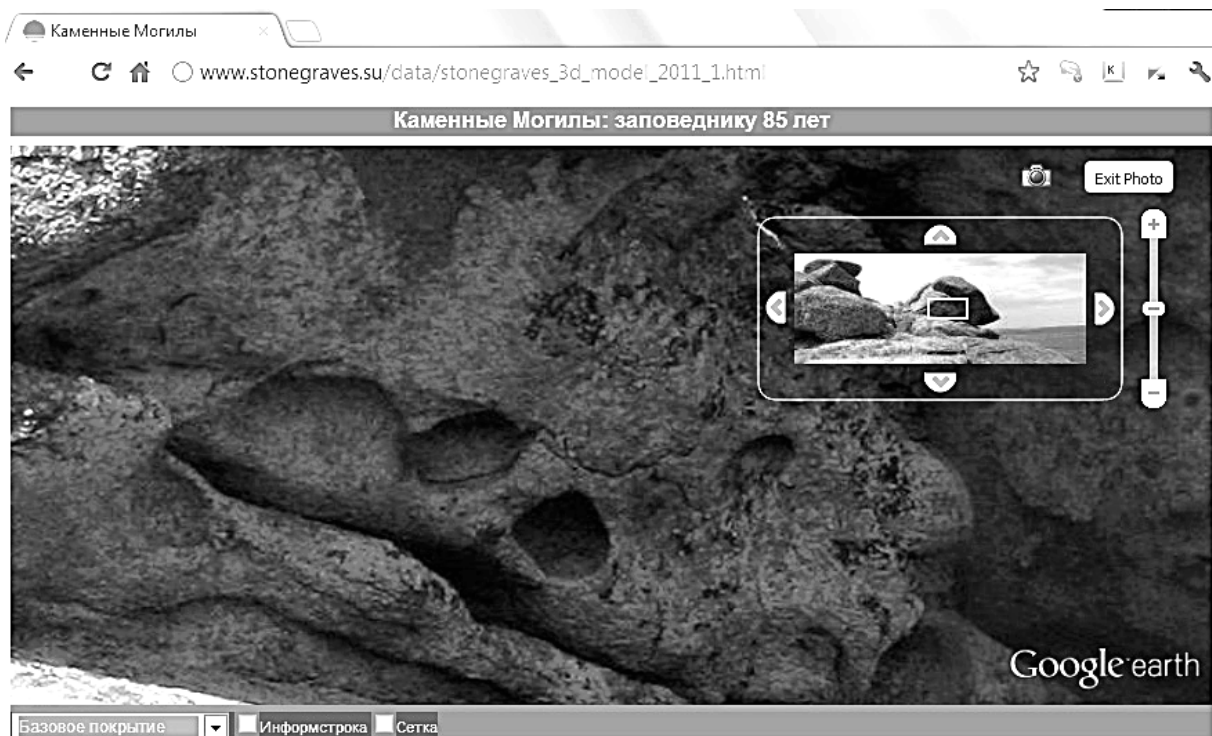 Каменные Могилы
www.stonegraves.su/data/stonegraves_3d_model_2011_1.html
Каменные Могилы: заповеднику 85 лет
Exit Photo
Google earth
Базовое покрытие Информстрока Сетка